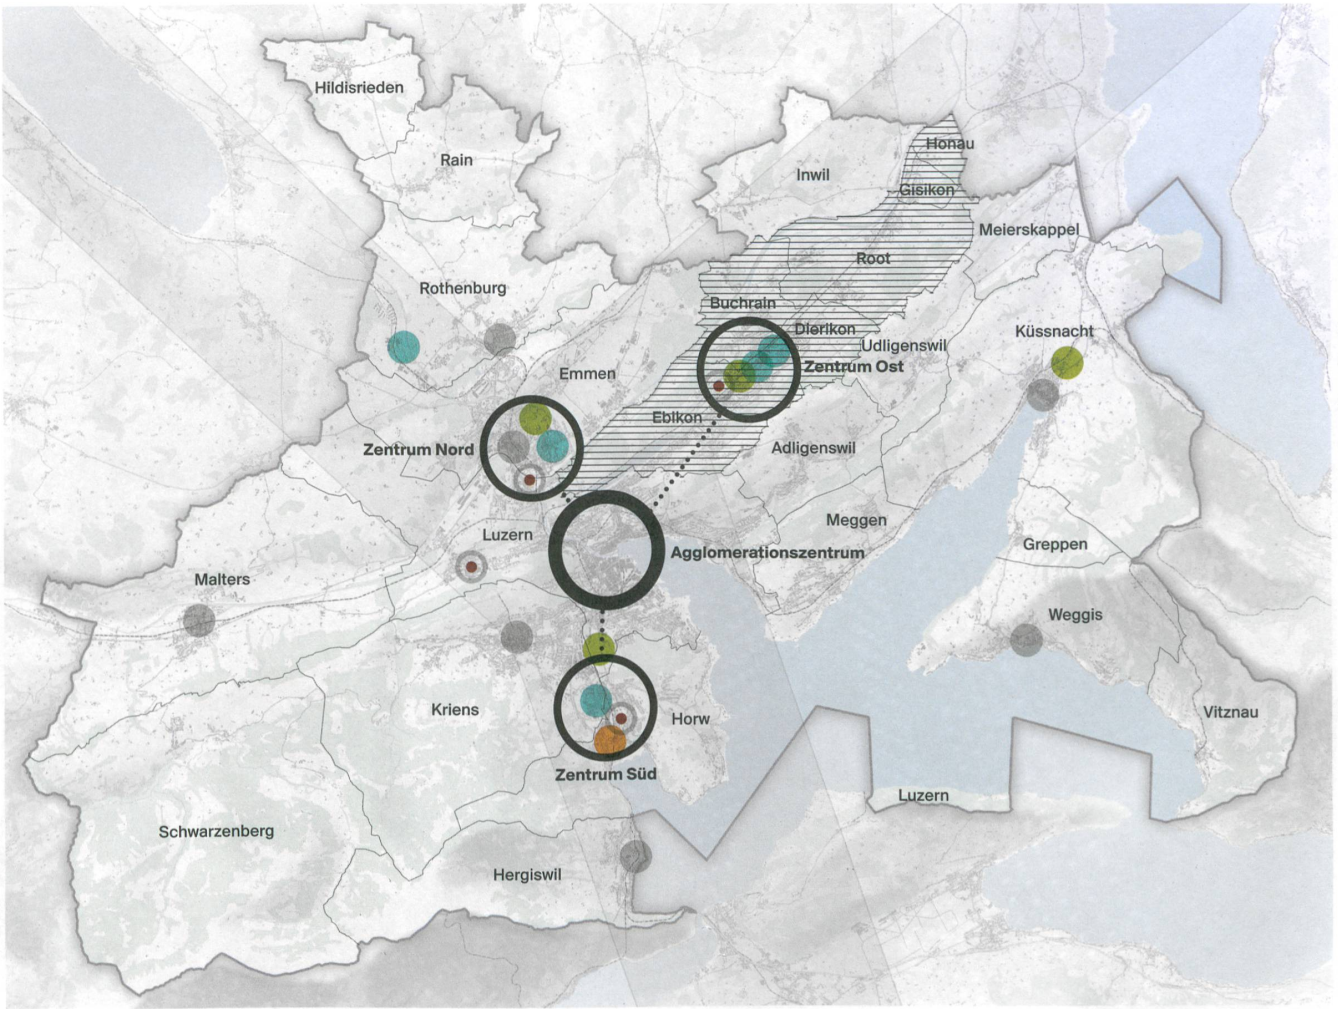 Hildisrieden
Rain
Honau
Inwil
Gisikon
Meierskappel
Root
Rothenburg
Buchrain
Dierikon
Küssnacht
Udligenswil
Zentrum Ost
Emmen
Ebikon
Zentrum Nord
Adligenswil
Meggen
Luzern
Greppen
Agglomerationszentrum
Malters
Weggis
Kriens
Horw
Vitznau
Zentrum Süd
Luzern
Schwarzenberg
Hergiswil